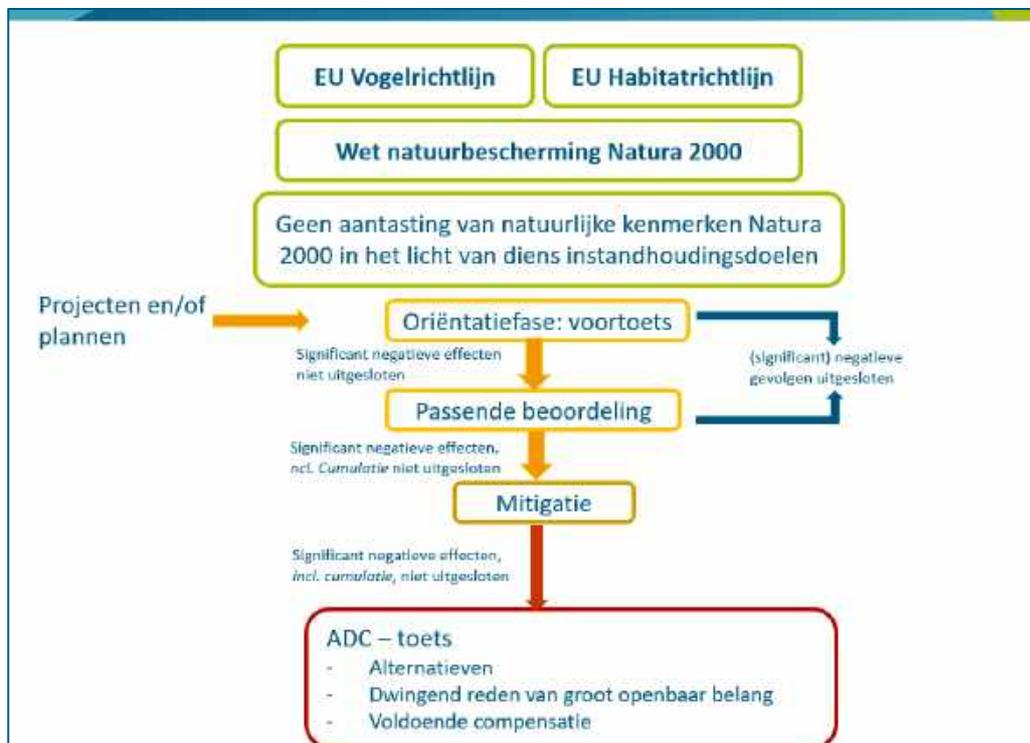 EU Vogelrichtlijn
EU Habitatrichtlijn
Wet natuurbescherming Natura 2000
Geen aantasting van natuurlijke kenmerken Natura
2000 in het licht van diens instandhoudingsdoelen
Projecten en/of
plannen
Oriëntatiefase: voortoets
Significant negatieve effecten
niet uitgesloten
(significant) negatieve
gevolgen uitgesloten
Passende beoordeling
Significant negatieve effecten,
ncl. Cumulatie niet uitgesloten
Mitigatie
Significant negatieve effecten,
incl. cumulatie, niet uitgesloten
ADC – toets
- Alternatieven
- Dwingend reden van groot openbaar belang
- Voldoende compensatie